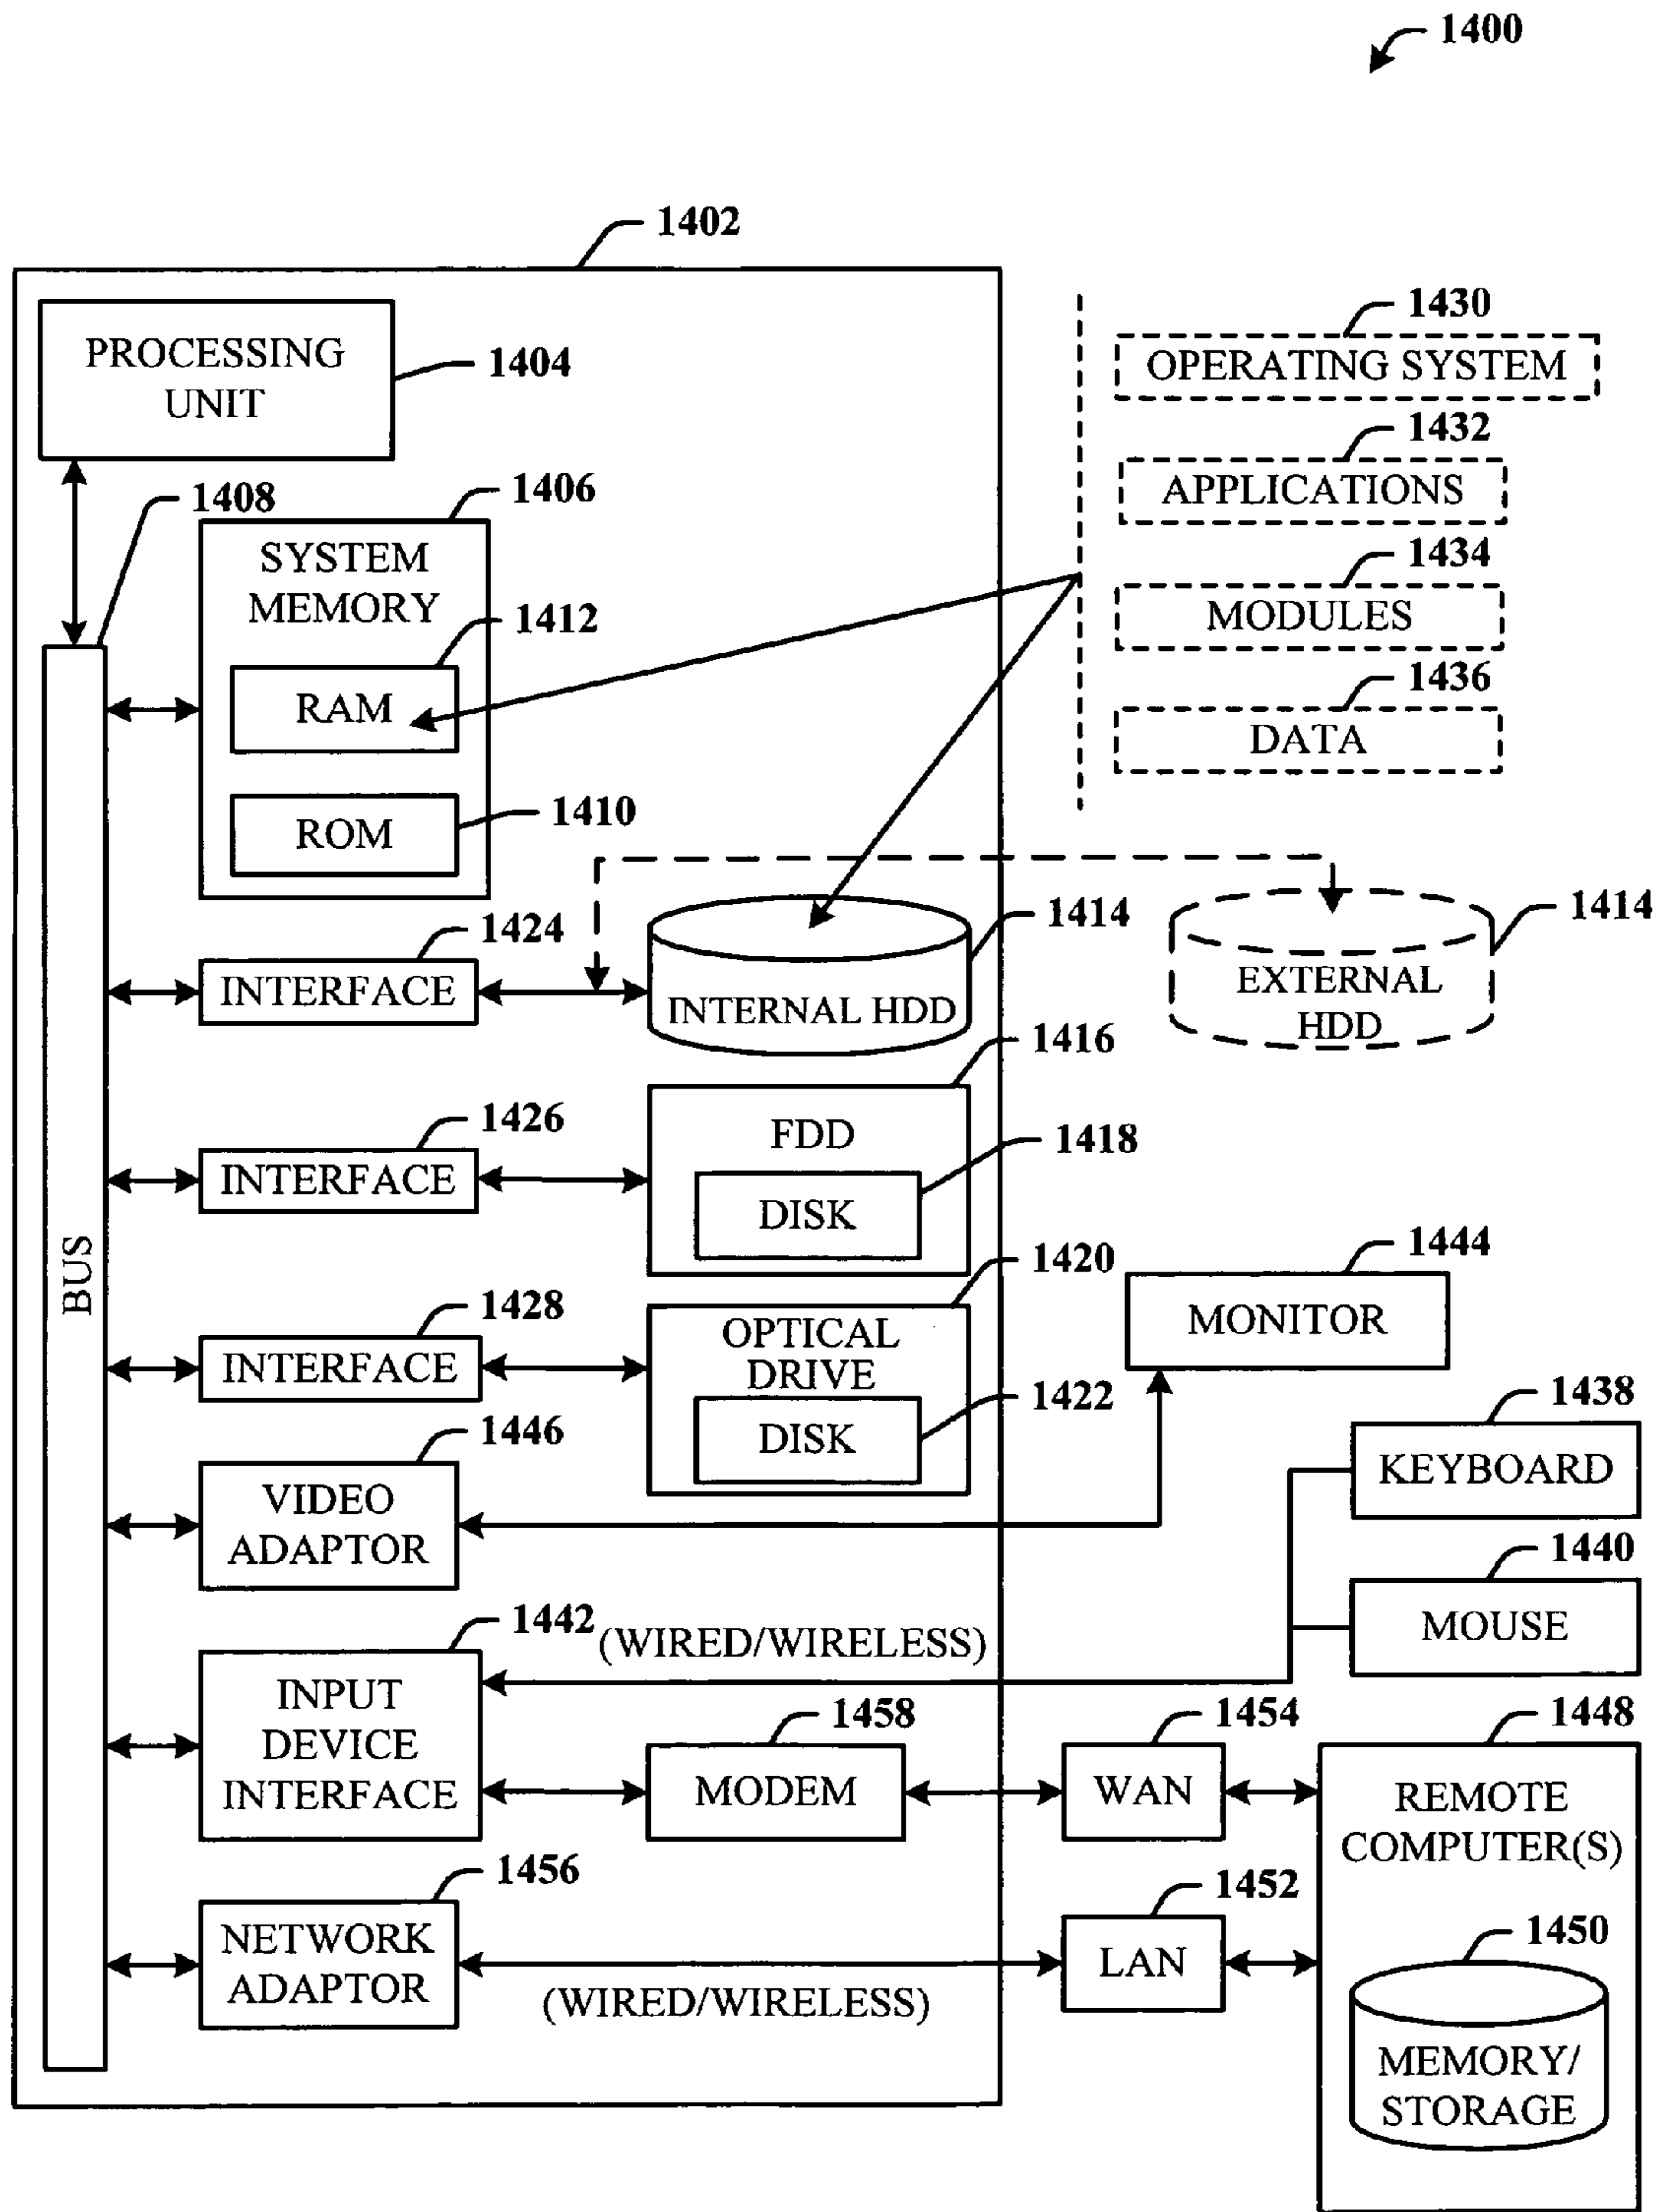 1400
1402
PROCESSING
UNIT
1404
1430
OPERATING SYSTEM
1432
APPLICATIONS
1434
MODULES
1436
DATA
1408
1406
SYSTEM
MEMORY
1412
RAM
1410
ROM
BUS
1424
INTERFACE
1414
INTERNAL HDD
1414
EXTERNAL
HDD
1426
INTERFACE
1416
FDD
1418
DISK
1428
INTERFACE
1420
OPTICAL
DRIVE
1422
DISK
1444
MONITOR
1446
VIDEO
ADAPTOR
1438
KEYBOARD
1440
MOUSE
1442
(WIRED/WIRELESS)
INPUT
DEVICE
INTERFACE
1458
MODEM
1454
WAN
1448
REMOTE
COMPUTER(S)
1456
NETWORK
ADAPTOR
(WIRED/WIRELESS)
1452
LAN
1450
MEMORY/
STORAGE